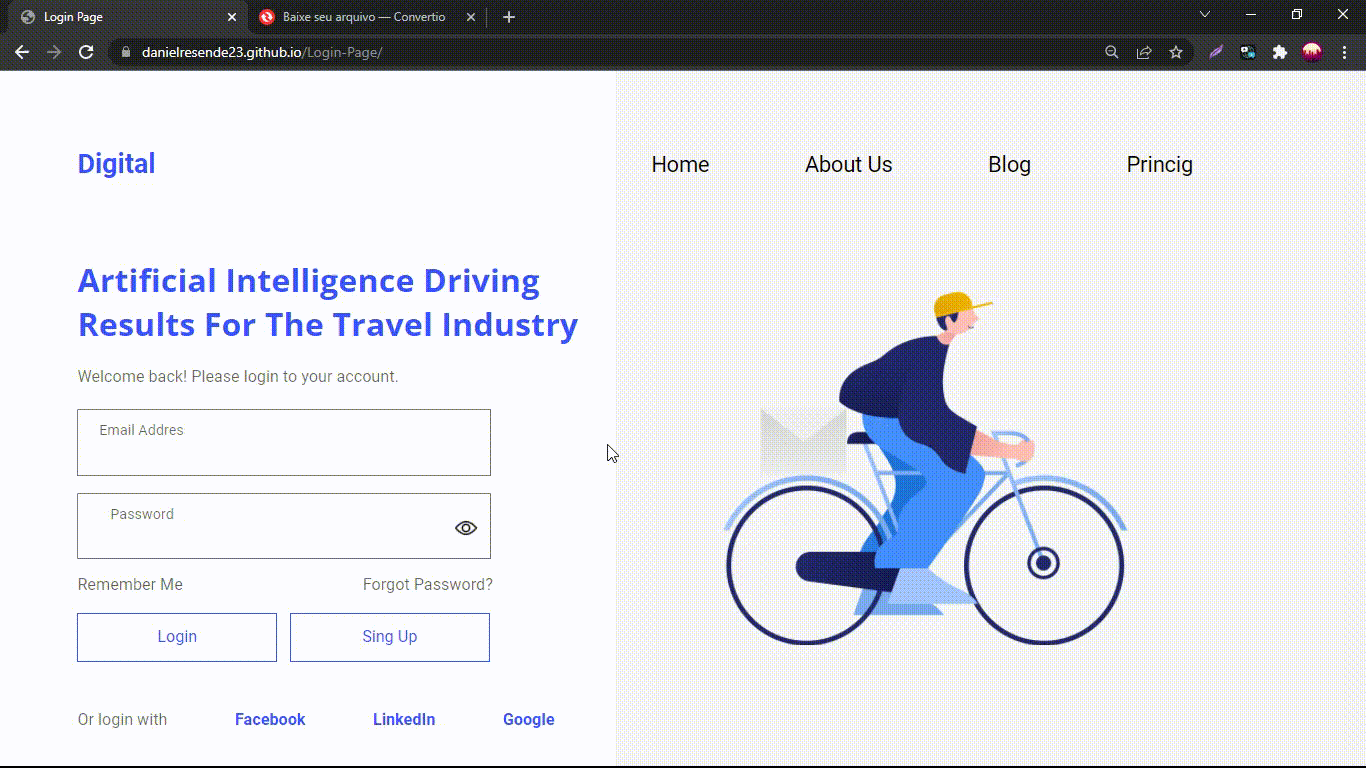 Login Page
Baixe seu arquivo — Convertio
danielresende23.github.io/Login-Page/
Digital
Home About Us Blog Princig
Artificial Intelligence Driving
Results For The Travel Industry
Welcome back! Please login to your account.
Email Addres
Password
Remember Me Forgot Password?
Login Sing Up
Or login with Facebook LinkedIn Google